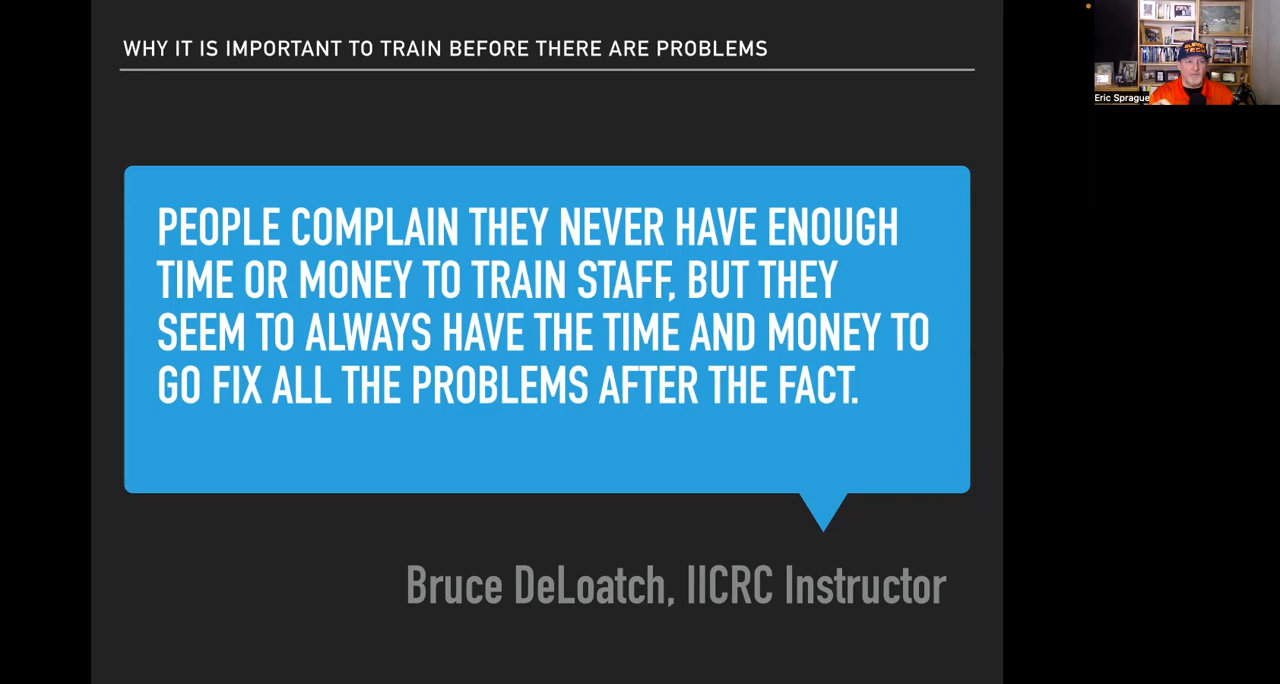 WHY IT IS IMPORTANT TO TRAIN BEFORE THERE ARE PROBLEMS
PEOPLE COMPLAIN THEY NEVER HAVE ENOUGH
TIME OR MONEY TO TRAIN STAFF, BUT THEY
SEEM TO ALWAYS HAVE THE TIME AND MONEY TO
GO FIX ALL THE PROBLEMS AFTER THE FACT.
Bruce DeLoatch, IICRC Instructor
Eric Sprague